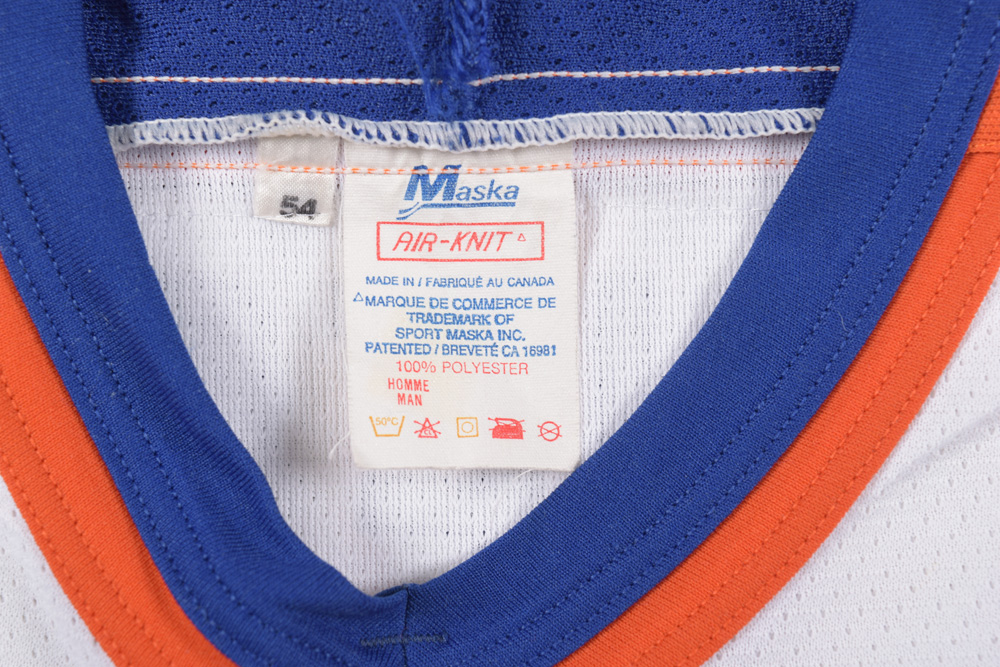 54
Maska
AIR-KNIT △
MADE IN / FABRIQUÉ AU CANADA
△MARQUE DE COMMERCE DE
TRADEMARK OF
SPORT MASKA INC.
PATENTED / BREVETÉ CA 16981
100% POLYESTER
HOMME
MAN
50°C
CL